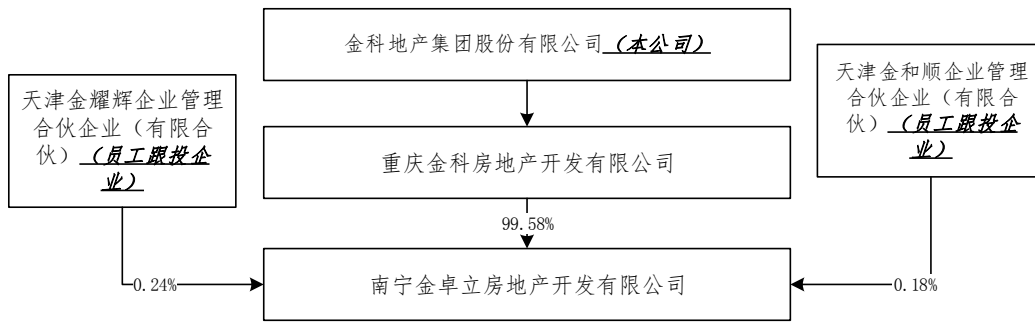 金科地产集团股份有限公司（本公司）
天津金耀辉企业管理
合伙企业（有限合
伙）（员工跟投企
业）
天津金和顺企业管理
合伙企业（有限合
伙）（员工跟投企
业）
重庆金科房地产开发有限公司
99.58%
南宁金卓立房地产开发有限公司
0.24%
0.18%